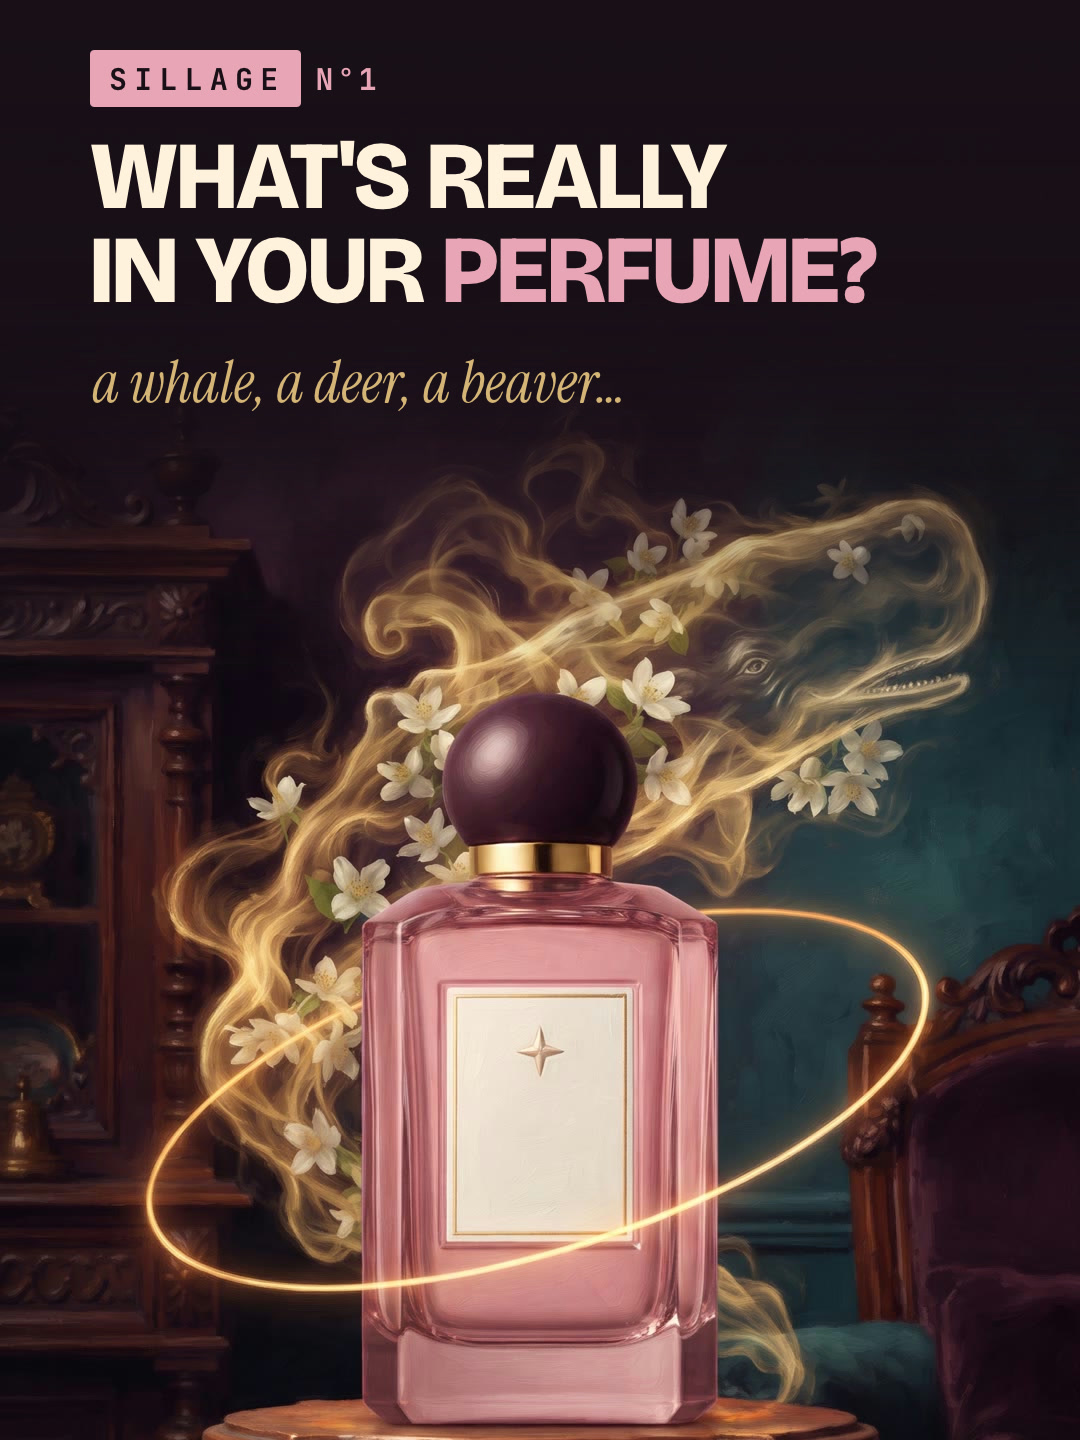 SILLAGE N°1
WHAT'S REALLY
IN YOUR PERFUME?
a whale, a deer, a beaver...